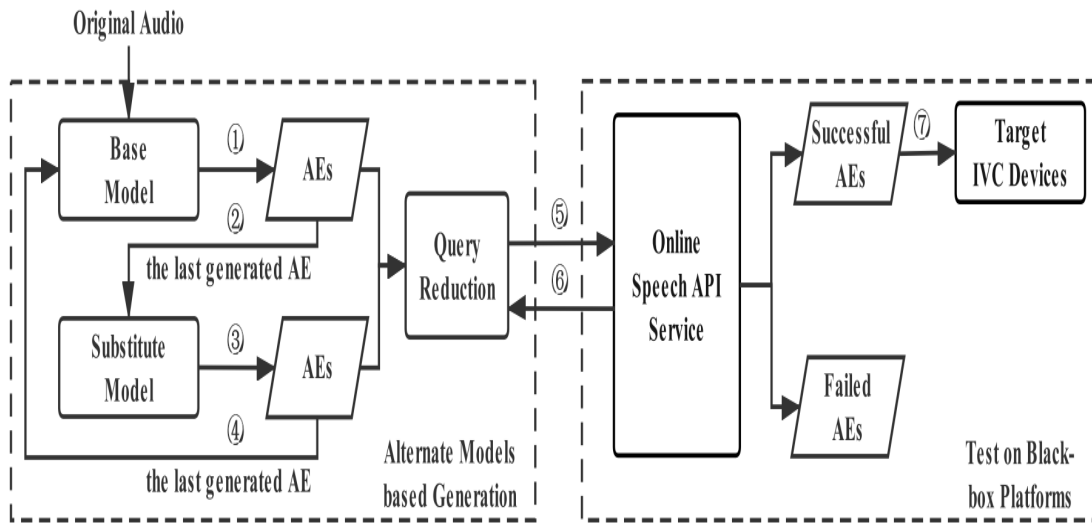 Original Audio
Base
Model
①
AEs
②
the last generated AE
Substitute
Model
③
AEs
④
the last generated AE
Query
Reduction
Alternate Models
based Generation
⑤
⑥
Online
Speech API
Service
Successful
AEs
⑦
Target
IVC Devices
Failed
AEs
Test on Black-
box Platforms